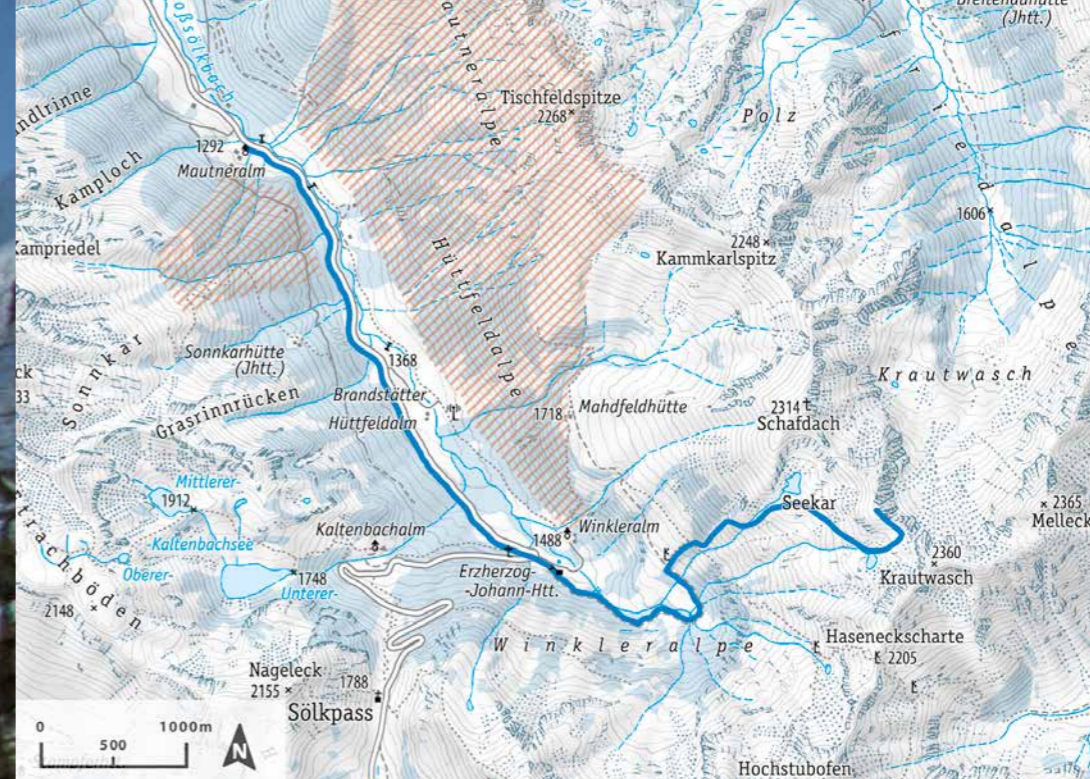 (Jhtt.)
Tischfeldspitze
2268
Polz
1292
Mautneralm
Kamploch
2248
Kammkarlspitz
1606
Hüttfeldalpe
Sonnkarhütte
(Jhtt.)
1368
Krautwasch
Sonnkar
Grasrinnrücken
Brandstätter
Hüttfeldalm
1718
Mahdfeldhütte
2314
Schafdach
Mittlerer-
1912
Kaltenbachsee
Oberer-
Kaltenbachalm
1488
Winkleralm
Seekar
2365
2360
Krautwasch
1748
Unterer-
Erzherzog-
-Johann-Htt.
2148
Winkleralpe
Haseneckscharte
2205
Nageleck
2155
1788
Sölkpass
0
500
1000m
N
Hochstubofen